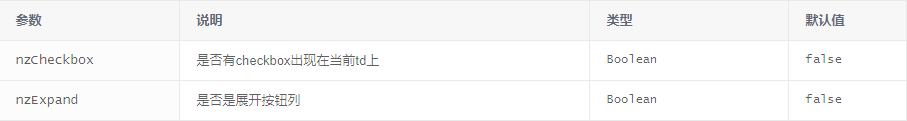 参数 说明 类型 默认值
nzCheckbox 是否有checkbox出现在当前td上 Boolean false
nzExpand 是否是展开按钮列 Boolean false